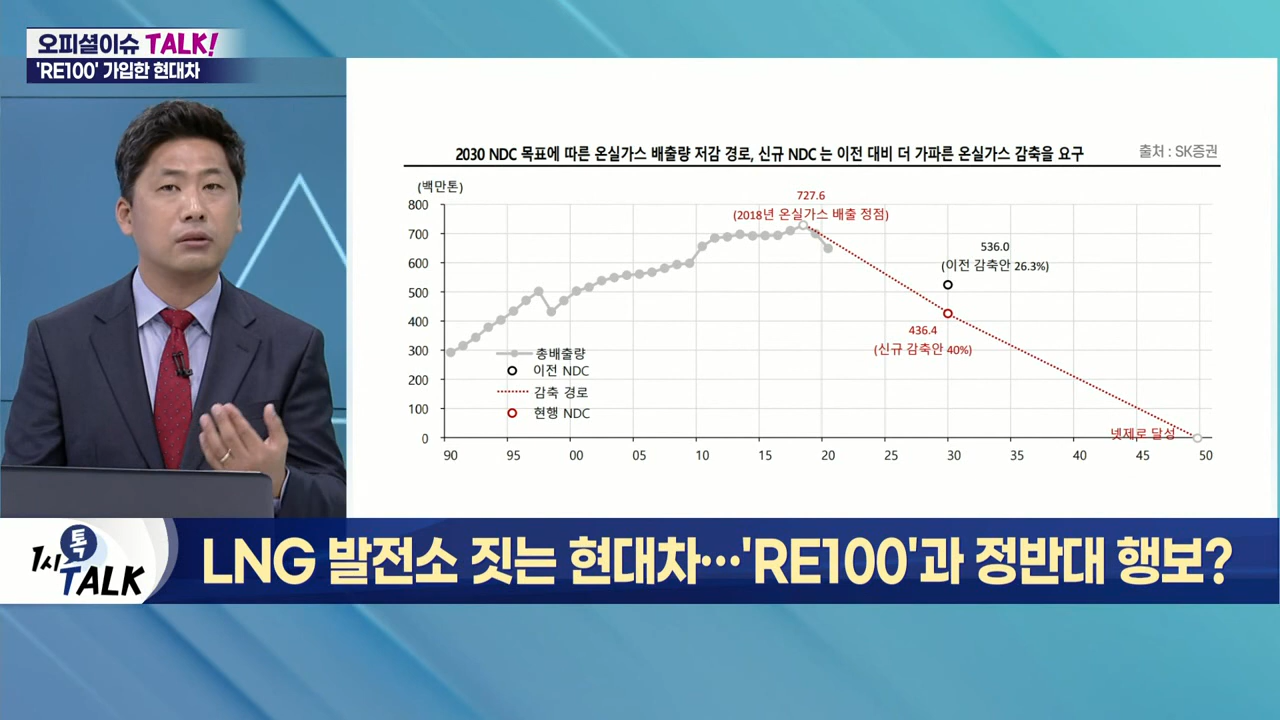 오피셜이슈 TALK!
'RE100' 가입한 현대차
2030 NDC 목표에 따른 온실가스 배출량 저감 경로, 신규 NDC 는 이전 대비 더 가파른 온실가스 감축을 요구
출처 : SK증권
(백만톤)
800
700
600
500
400
300
200
100
0
727.6
(2018년 온실가스 배출 정점)
536.0
(이전 감축안 26.3%)
436.4
(신규 감축안 40%)
총배출량
이전 NDC
감축 경로
현행 NDC
넷제로 달성
90 95 00 05 10 15 20 25 30 35 40 45 50
1시톡 TALK
LNG 발전소 짓는 현대차…'RE100'과 정반대 행보?